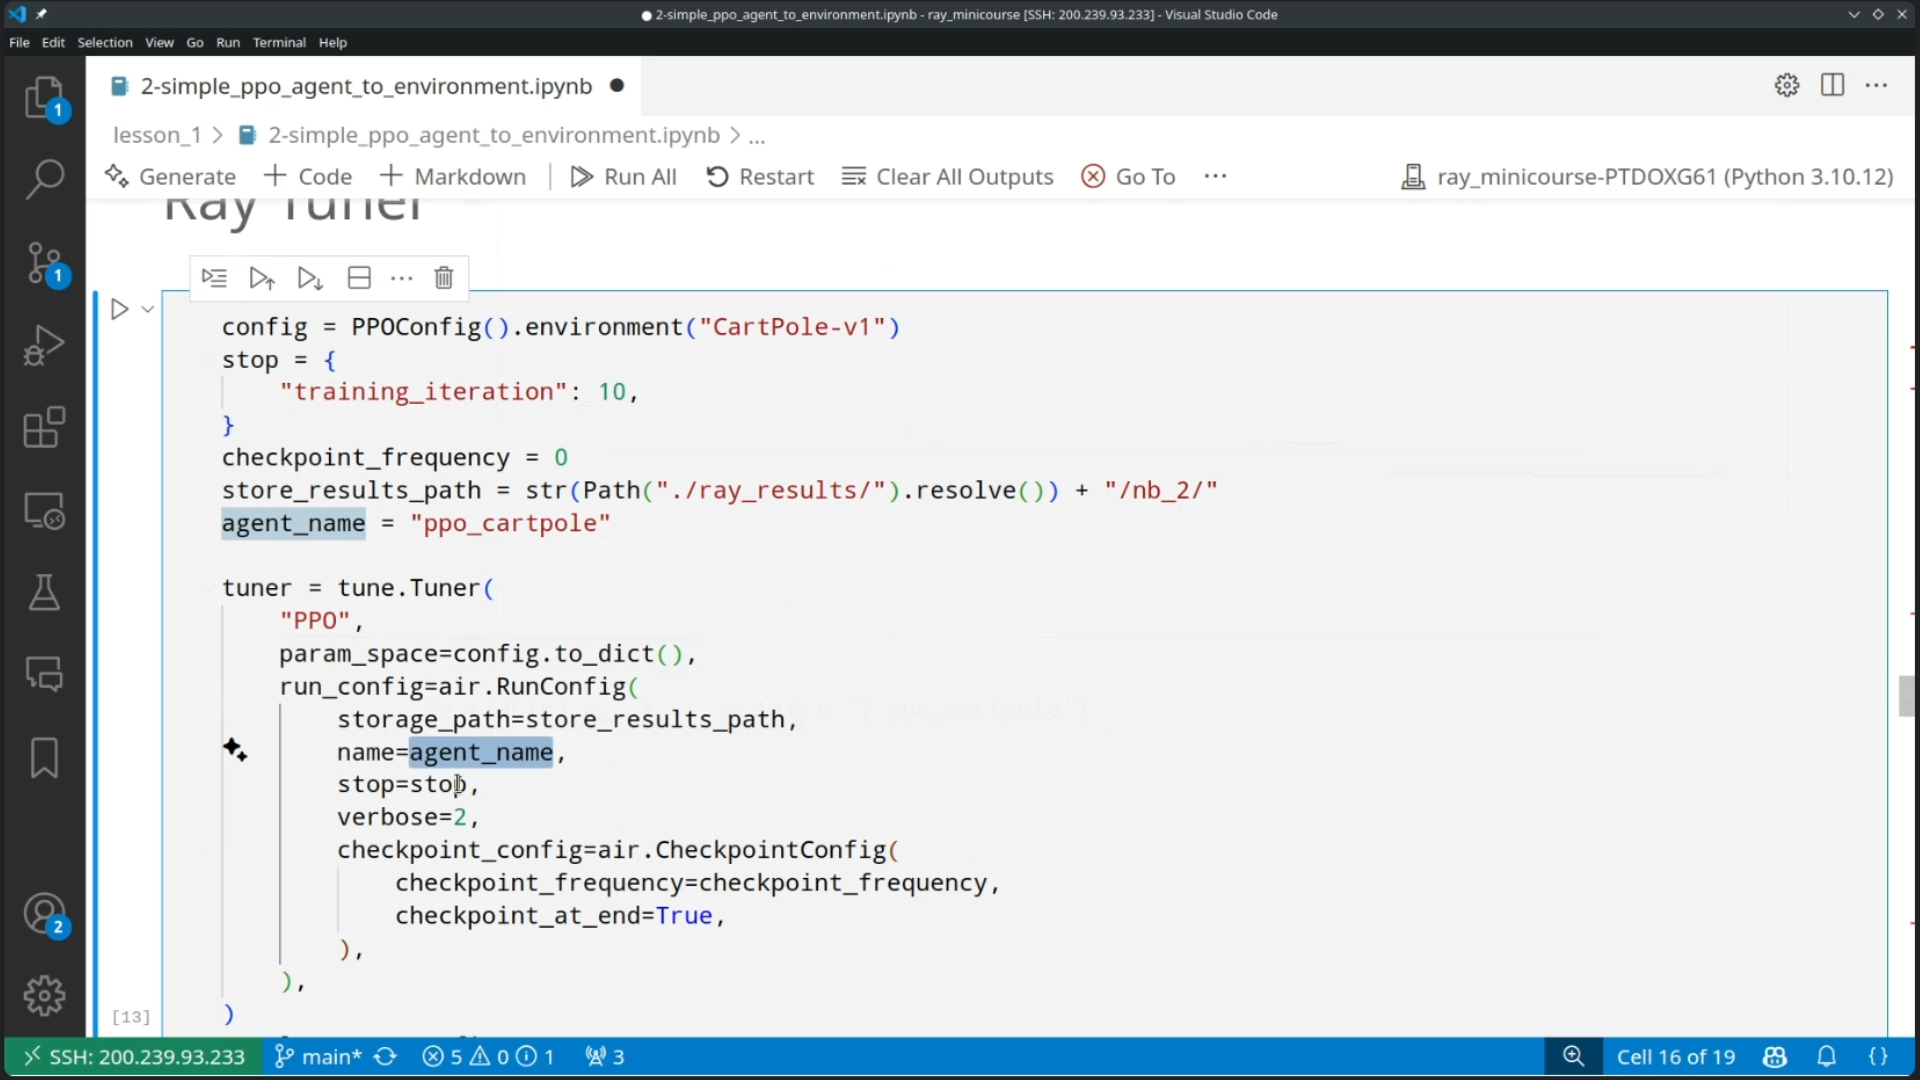 2-simple_ppo_agent_to_environment.ipynb - ray_minicourse [SSH: 200.239.93.233] - Visual Studio Code
File Edit Selection View Go Run Terminal Help
2-simple_ppo_agent_to_environment.ipynb
lesson_1 > 2-simple_ppo_agent_to_environment.ipynb > ...
Generate + Code + Markdown Run All Restart Clear All Outputs Go To ... ray_minicourse-PTDOXG61 (Python 3.10.12)
Ray Tuner
config = PPOConfig().environment("CartPole-v1")
stop = {
"training_iteration": 10,
}
checkpoint_frequency = 0
store_results_path = str(Path("./ray_results/").resolve()) + "/nb_2/"
agent_name = "ppo_cartpole"
tuner = tune.Tuner(
"PPO",
param_space=config.to_dict(),
run_config=air.RunConfig(
storage_path=store_results_path,
name=agent_name,
stop=stop,
verbose=2,
checkpoint_config=air.CheckpointConfig(
checkpoint_frequency=checkpoint_frequency,
checkpoint_at_end=True,
),
),
)
[13]
1
1
2
SSH: 200.239.93.233 main* 5 0 1 3 Cell 16 of 19 {}